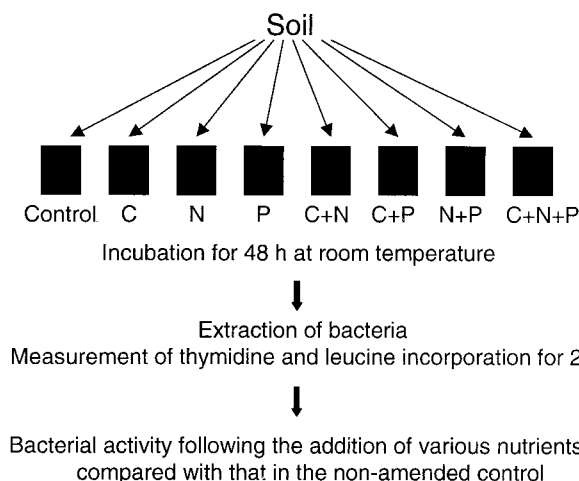 Soil
Control C N P C+N C+P N+P C+N+P
Incubation for 48 h at room temperature
Extraction of bacteria
Measurement of thymidine and leucine incorporation for 2
Bacterial activity following the addition of various nutrients
compared with that in the non-amended control